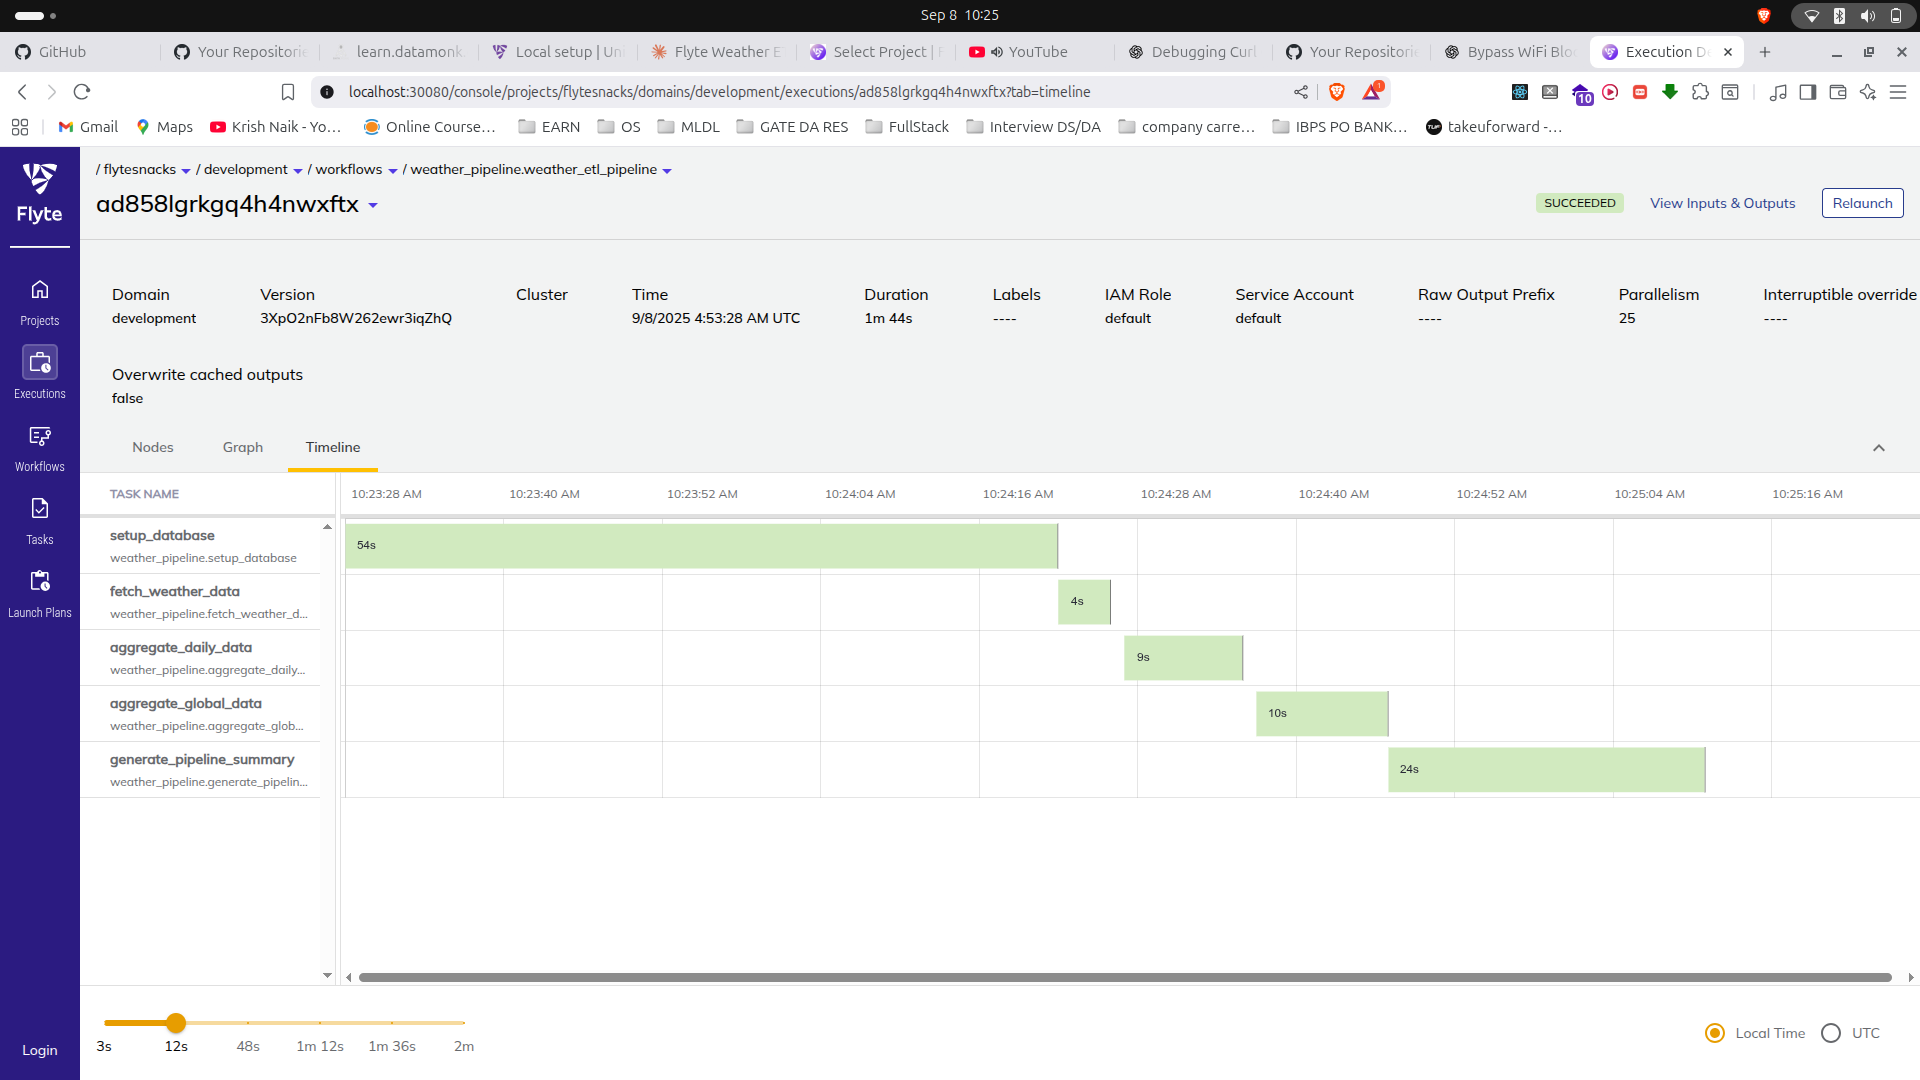 Sep 8 10:25
GitHub
Your Repositorie
learn.datamonk
Local setup | Un
Flyte Weather E
Select Project | F
YouTube
Debugging Curl
Your Repositorie
Bypass WiFi Blo
Execution De
localhost:30080/console/projects/flytesnacks/domains/development/executions/ad858lgrkgq4h4nwxftx?tab=timeline
1
10
Gmail
Maps
Krish Naik - Yo...
Online Course...
EARN
OS
MLDL
GATE DA RES
FullStack
Interview DS/DA
company carre...
IBPS PO BANK...
takeuforward -...
Flyte
Projects
Executions
Workflows
Tasks
Launch Plans
Login
/ flytesnacks / development / workflows / weather_pipeline.weather_etl_pipeline
ad858lgrkgq4h4nwxftx
SUCCEEDED
View Inputs & Outputs
Relaunch
Domain
development
Version
3XpO2nFb8W262ewr3iqZhQ
Cluster
Time
9/8/2025 4:53:28 AM UTC
Duration
1m 44s
Labels
----
IAM Role
default
Service Account
default
Raw Output Prefix
----
Parallelism
25
Interruptible override
----
Overwrite cached outputs
false
Nodes
Graph
Timeline
TASK NAME
10:23:28 AM
10:23:40 AM
10:23:52 AM
10:24:04 AM
10:24:16 AM
10:24:28 AM
10:24:40 AM
10:24:52 AM
10:25:04 AM
10:25:16 AM
setup_database
weather_pipeline.setup_database
54s
fetch_weather_data
weather_pipeline.fetch_weather_d...
4s
aggregate_daily_data
weather_pipeline.aggregate_daily...
9s
aggregate_global_data
weather_pipeline.aggregate_glob...
10s
generate_pipeline_summary
weather_pipeline.generate_pipelin...
24s
3s
12s
48s
1m 12s
1m 36s
2m
Local Time
UTC